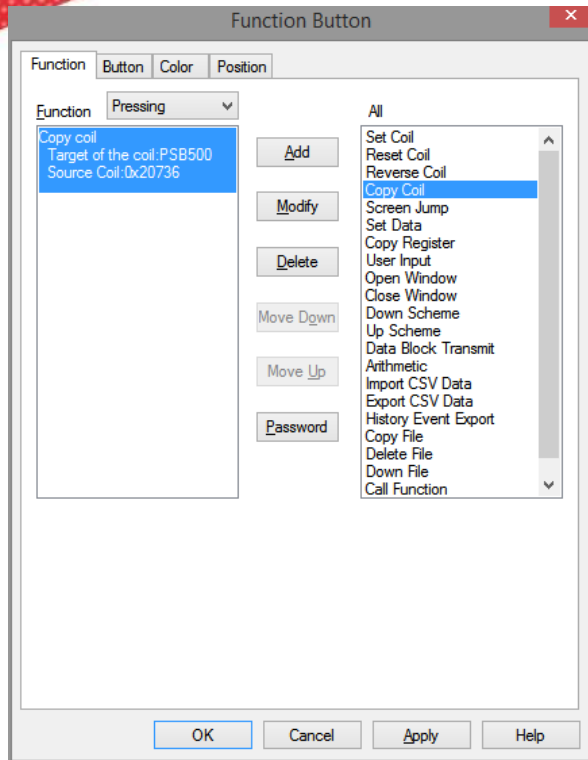 Function Button
Function Button Color Position
Function Pressing
All
Copy coil
Target of the coil:PSB500
Source Coil:0x20736
Add
Modify
Delete
Move Down
Move Up
Password
Set Coil
Reset Coil
Reverse Coil
Copy Coil
Screen Jump
Set Data
Copy Register
User Input
Open Window
Close Window
Down Scheme
Up Scheme
Data Block Transmit
Arithmetic
Import CSV Data
Export CSV Data
History Event Export
Copy File
Delete File
Down File
Call Function
OK Cancel Apply Help